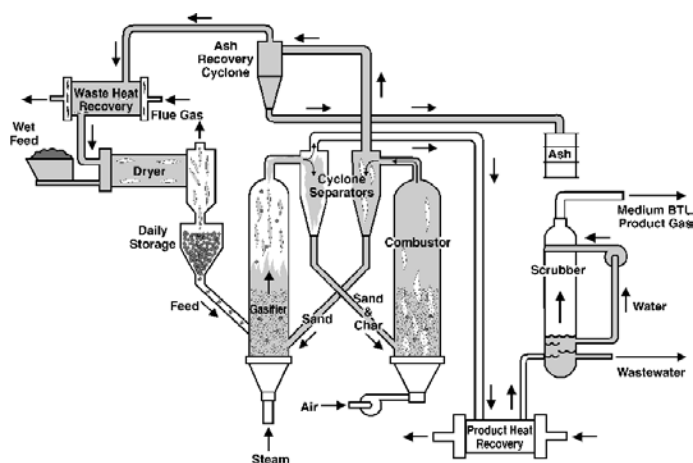 Ash
Recovery
Cyclone
Waste Heat
Recovery
Flue Gas
Wet
Feed
Dryer
Ash
Cyclone
Separators
Medium BTL.
Product Gas
Daily
Storage
Combustor
Scrubber
Gasifier
Feed
Sand
Sand
& Char
Water
Wastewater
Air
Product Heat
Recovery
Steam